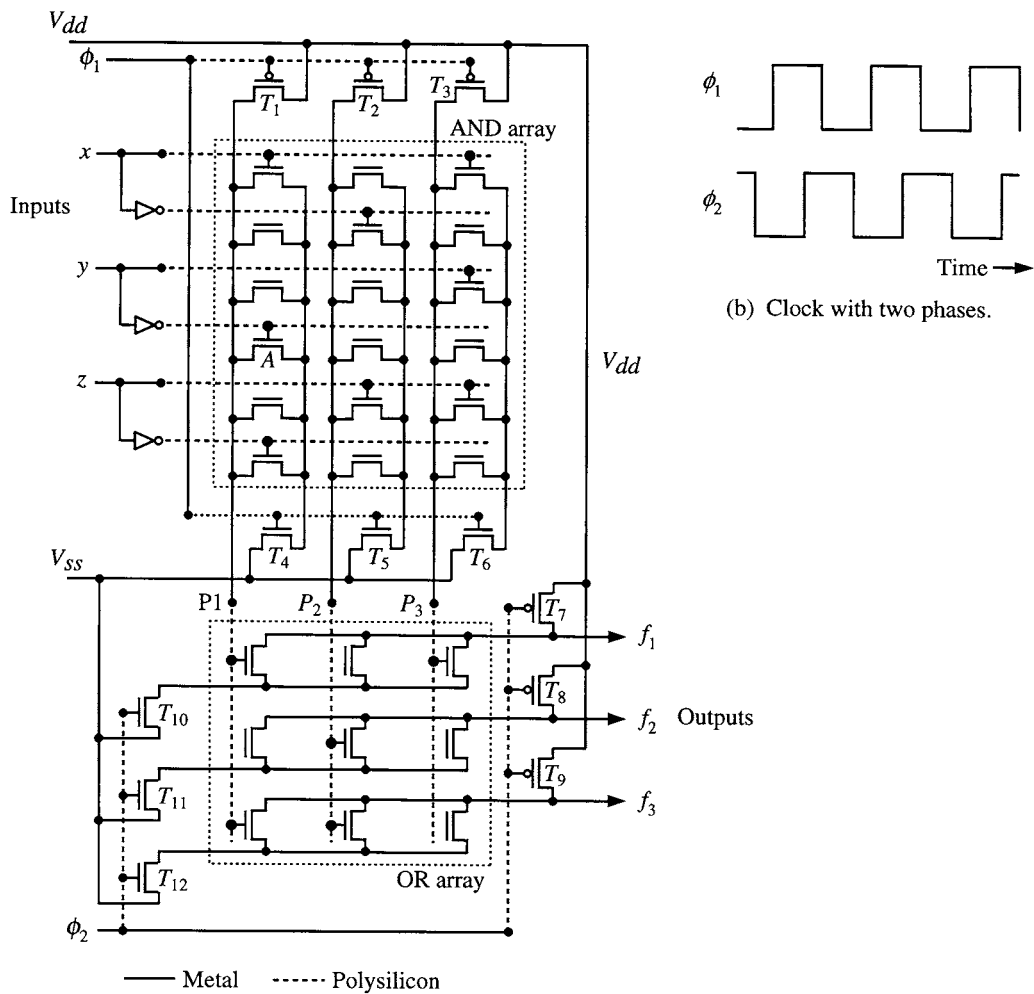 V_dd
ϕ_1
T_1 T_2 T_3
AND array
x
Inputs
y
A
z
T_4 T_5 T_6
V_ss
P1 P_2 P_3
V_dd
T_7
f_1
T_8
T_10
f_2 Outputs
T_9
T_11
f_3
T_12
OR array
ϕ_2
Metal Polysilicon
ϕ_1
ϕ_2
Time
(b) Clock with two phases.